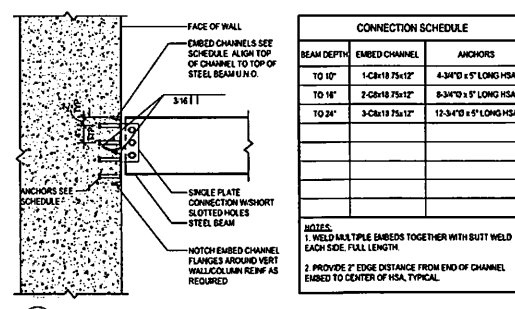 FACE OF WALL
EMBED CHANNELS SEE
SCHEDULE ALIGN TOP
OF CHANNEL TO TOP OF
STEEL BEAM U.N.O.
3-16
ANCHORS SEE
SCHEDULE
SINGLE PLATE
CONNECTION W/SHORT
SLOTTED HOLES
STEEL BEAM
NOTCH EMBED CHANNEL
FLANGES AROUND VERT
WALL/COLUMN REINF AS
REQUIRED
CONNECTION SCHEDULE
BEAM DEPTH EMBED CHANNEL ANCHORS
TO 10" 1-C8x18 75x12" 4-3/4"Ø x 5" LONG HSA
TO 16" 2-C8x18 75x12" 8-3/4"Ø x 5" LONG HSA
TO 24" 3-C8x13 75x12" 12-3/4"Ø x 5" LONG HSA
NOTES:
1. WELD MULTIPLE EMBEDS TOGETHER WITH BUTT WELD
EACH SIDE, FULL LENGTH.
2. PROVIDE 2" EDGE DISTANCE FROM END OF CHANNEL
EMBED TO CENTER OF HSA, TYPICAL.